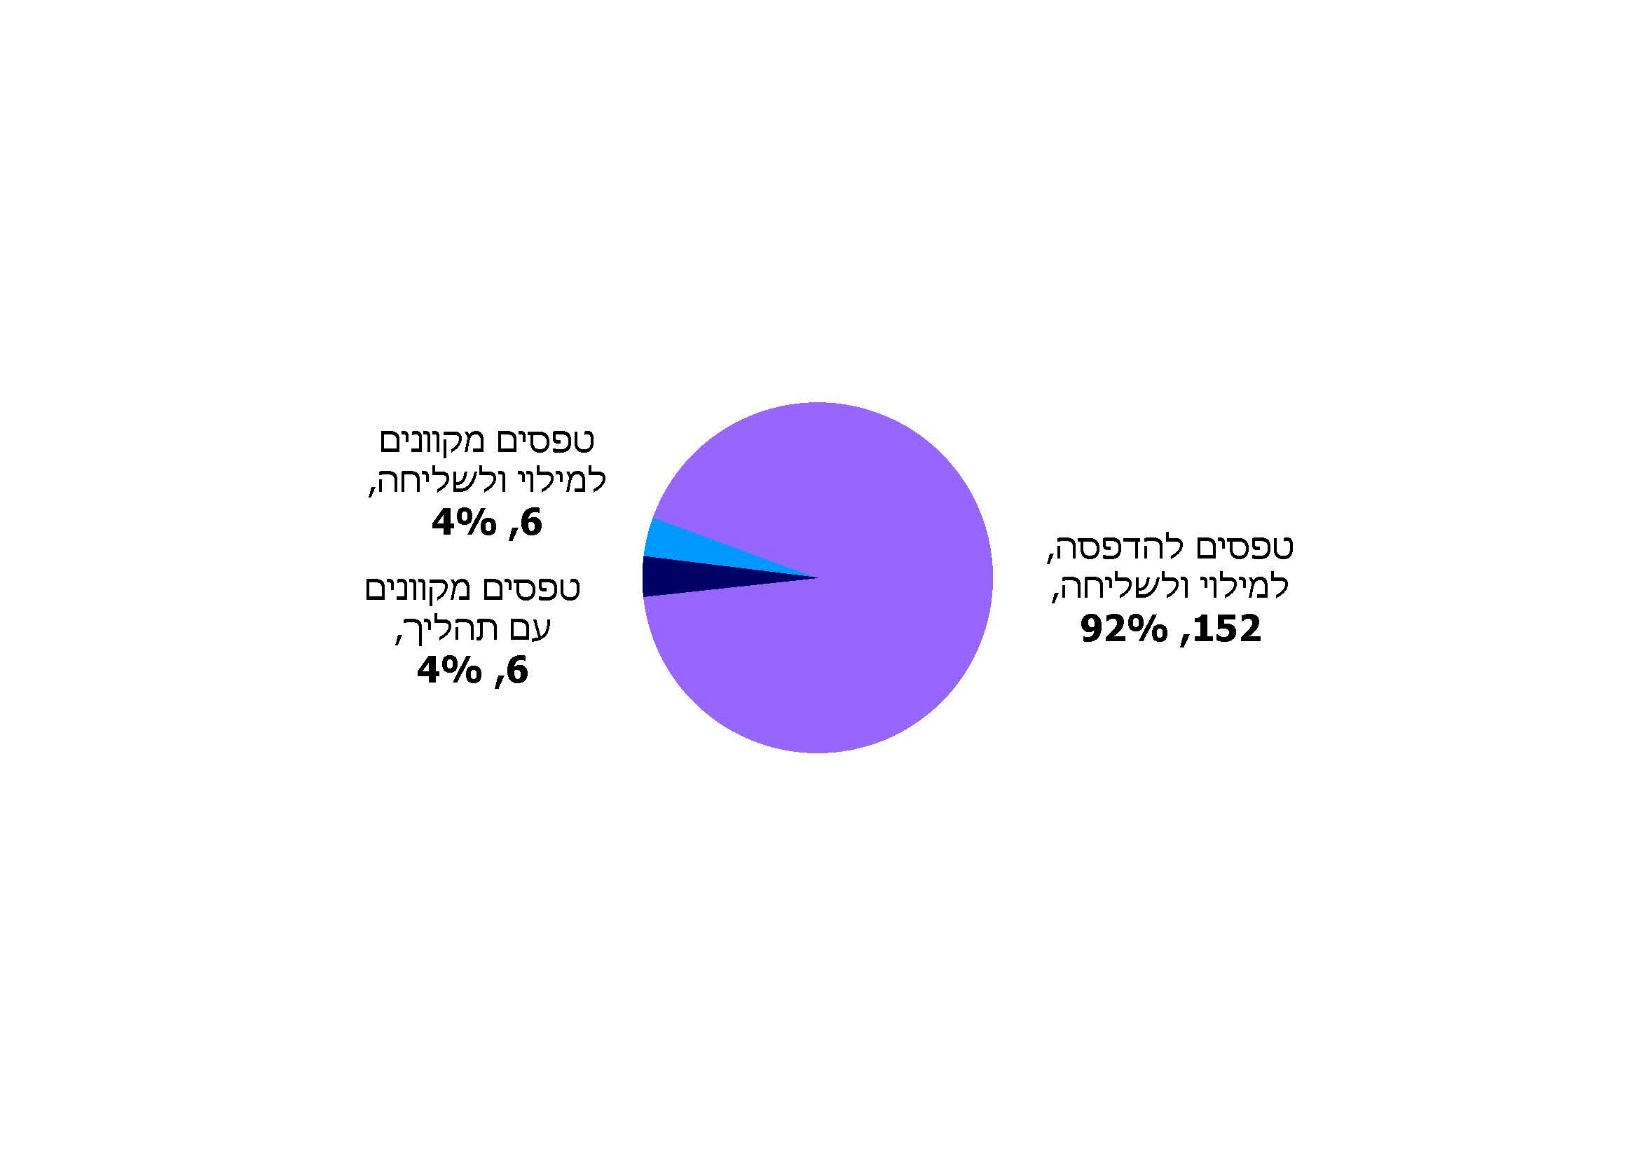 טפסים להדפסה,
למילוי ולשליחה,
152, 92%
טפסים מקוונים
למילוי ולשליחה,
6, 4%
טפסים מקוונים
עם תהליך,
6, 4%